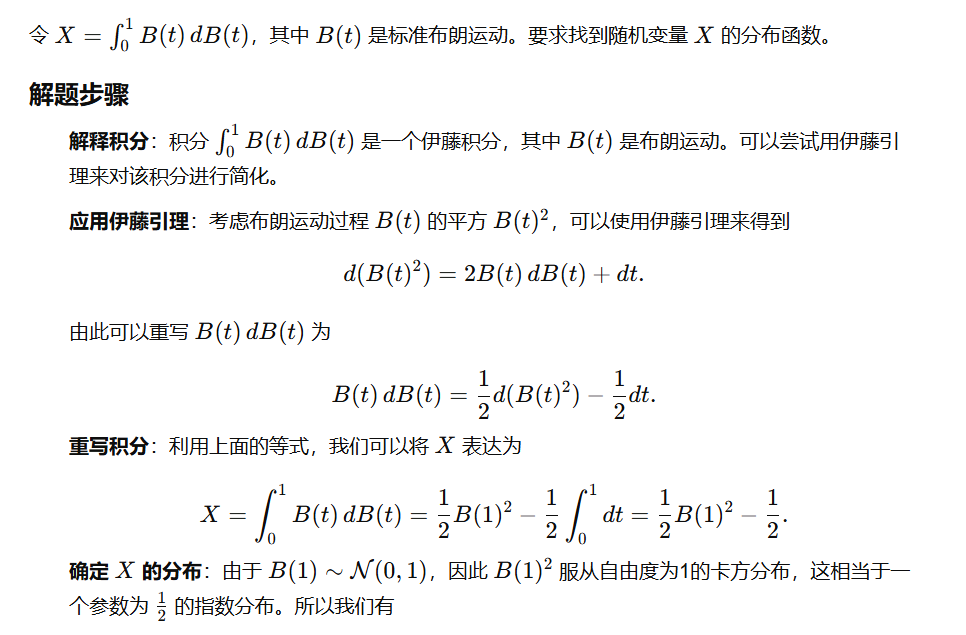 令 X = ∫₀¹ B(t) dB(t)，其中 B(t) 是标准布朗运动。要求找到随机变量 X 的分布函数。
解题步骤
解释积分：积分 ∫₀¹ B(t) dB(t) 是一个伊藤积分，其中 B(t) 是布朗运动。可以尝试用伊藤引
理来对该积分进行简化。
应用伊藤引理：考虑布朗运动过程 B(t) 的平方 B(t)²，可以使用伊藤引理来得到
d(B(t)²) = 2B(t) dB(t) + dt.
由此可以重写 B(t) dB(t) 为
B(t) dB(t) = \frac{1}{2}d(B(t)²) − \frac{1}{2}dt.
重写积分：利用上面的等式，我们可以将 X 表达为
X = ∫₀¹ B(t) dB(t) = \frac{1}{2}B(1)² − \frac{1}{2} ∫₀¹ dt = \frac{1}{2}B(1)² − \frac{1}{2}.
确定 X 的分布：由于 B(1) ∼ 𝒩(0, 1)，因此 B(1)² 服从自由度为1的卡方分布，这相当于一
个参数为 \frac{1}{2} 的指数分布。所以我们有